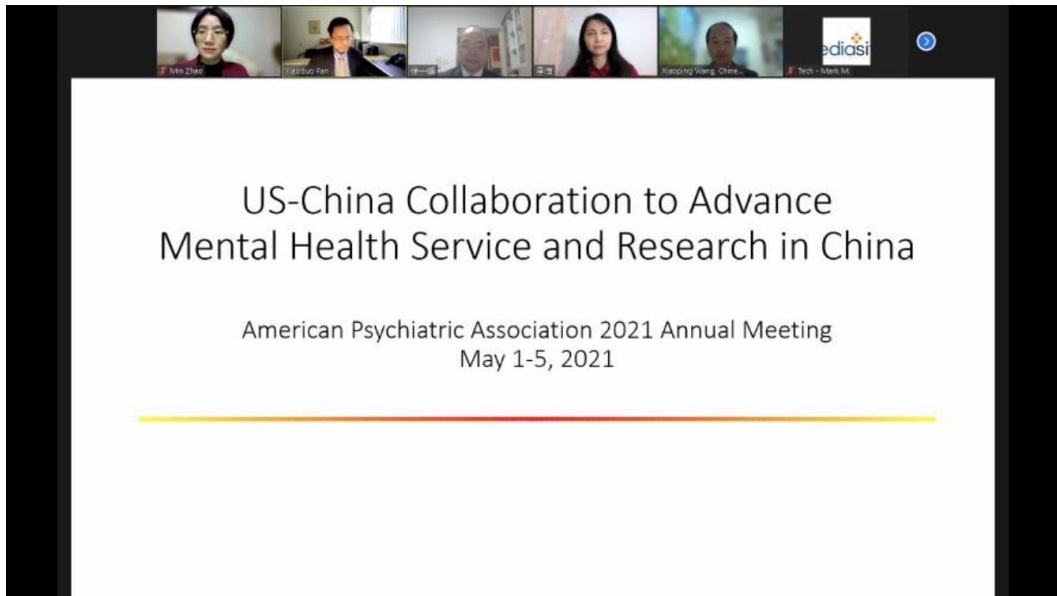 Min Zhao
Xiaoduo Fan
Xiaoping Wang, Chine...
Tech - Mark M.
ediasi
US-China Collaboration to Advance
Mental Health Service and Research in China
American Psychiatric Association 2021 Annual Meeting
May 1-5, 2021